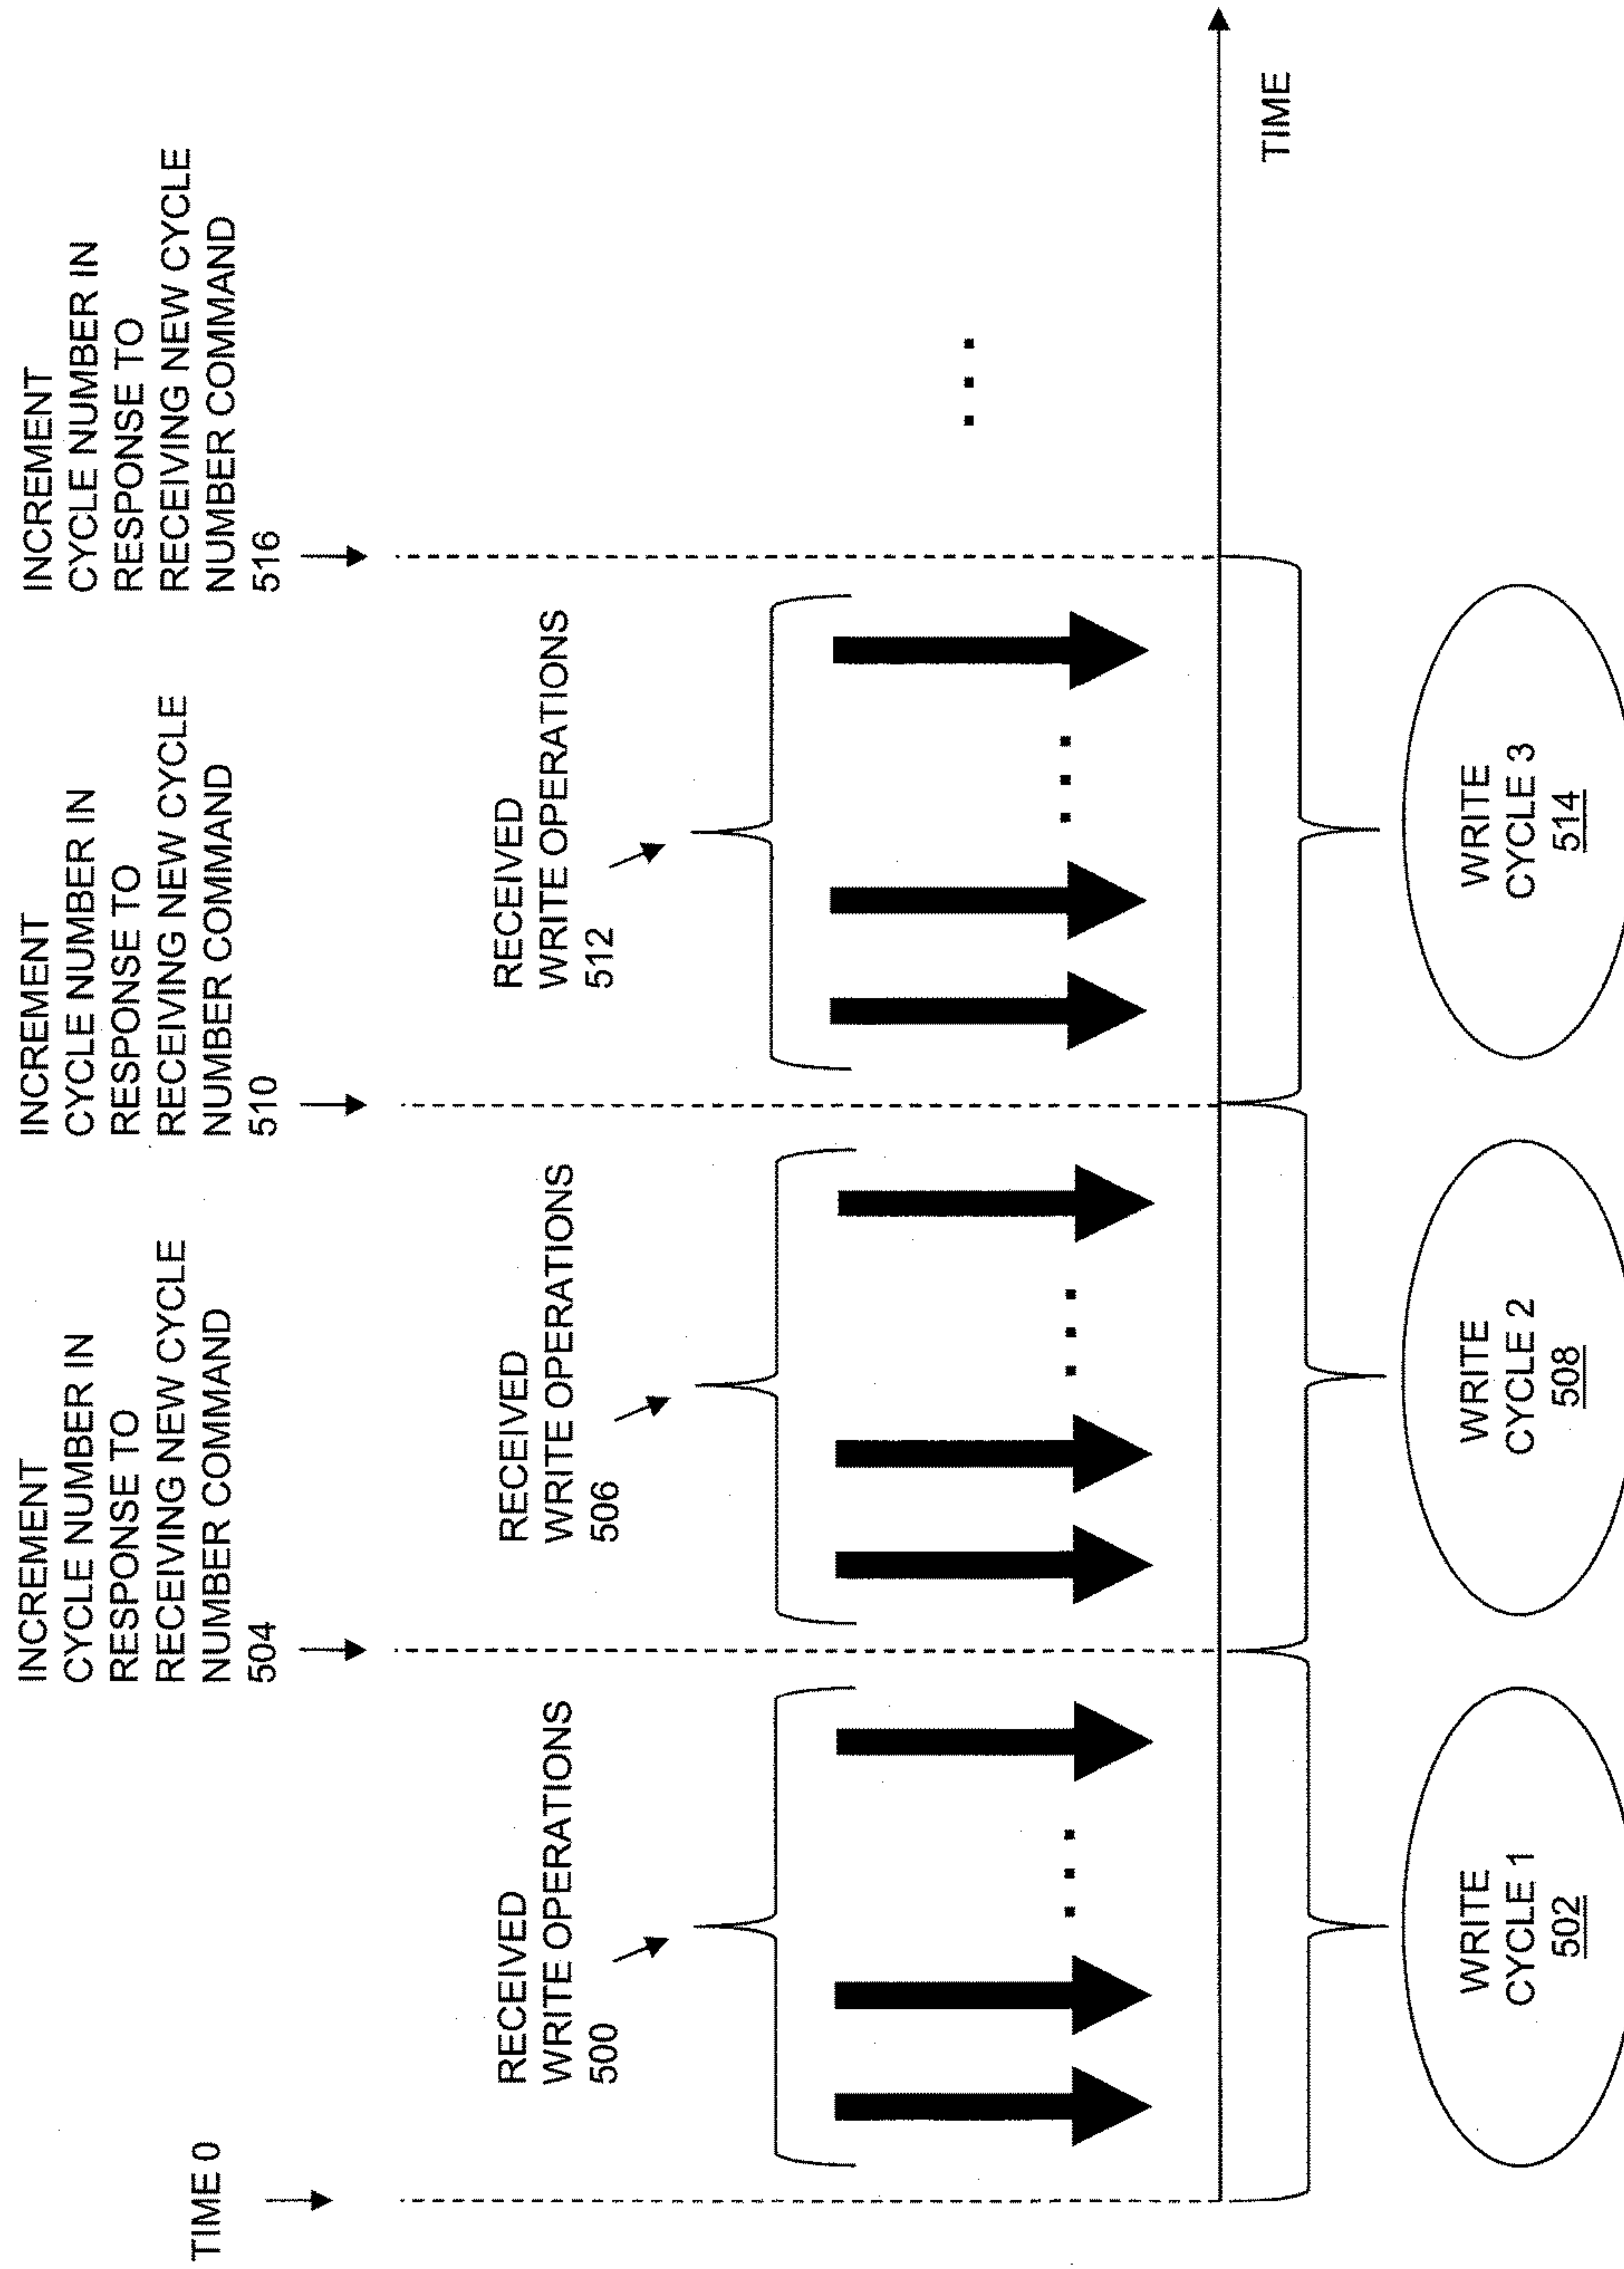 TIME 0
INCREMENT
CYCLE NUMBER IN
RESPONSE TO
RECEIVING NEW CYCLE
NUMBER COMMAND
504
INCREMENT
CYCLE NUMBER IN
RESPONSE TO
RECEIVING NEW CYCLE
NUMBER COMMAND
510
INCREMENT
CYCLE NUMBER IN
RESPONSE TO
RECEIVING NEW CYCLE
NUMBER COMMAND
516
RECEIVED
WRITE OPERATIONS
500
RECEIVED
WRITE OPERATIONS
506
RECEIVED
WRITE OPERATIONS
512
TIME
WRITE
CYCLE 1
502
WRITE
CYCLE 2
508
WRITE
CYCLE 3
514